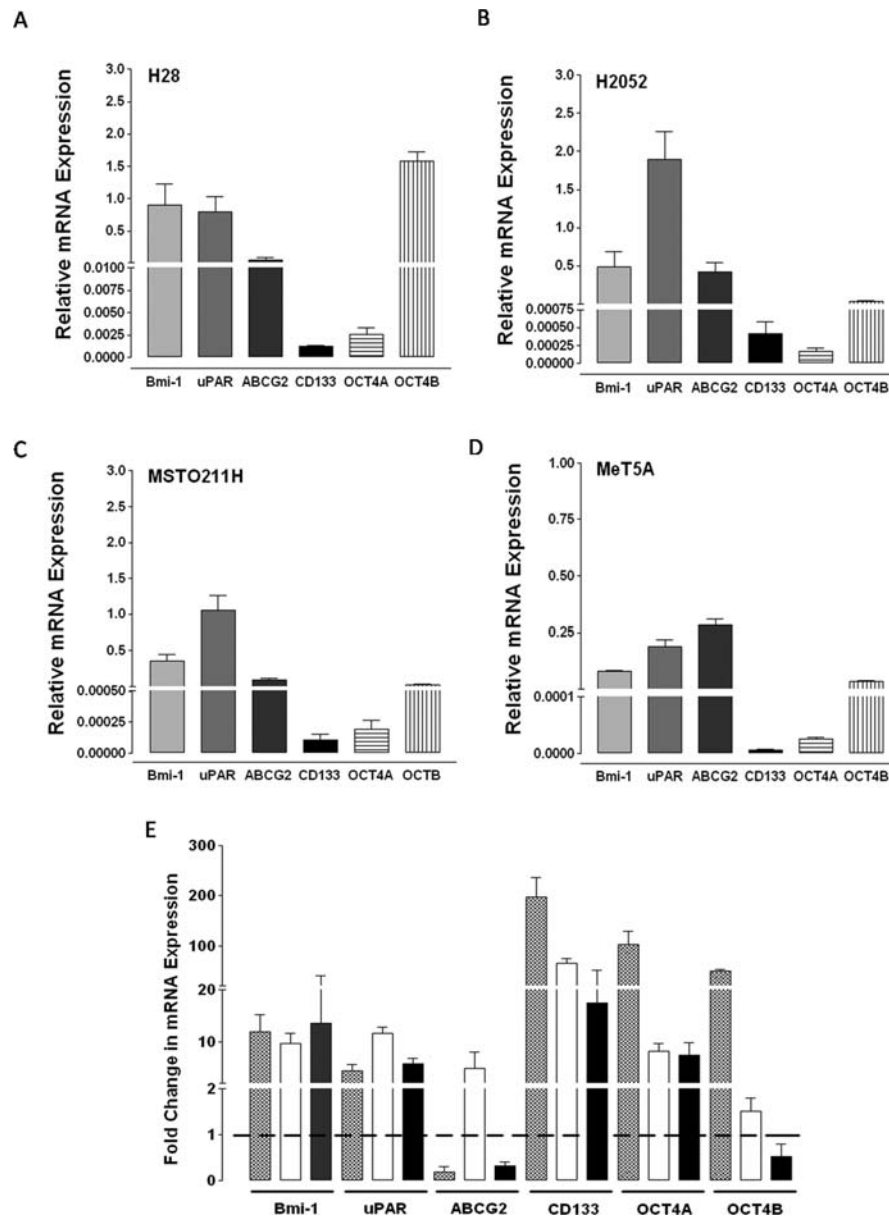 A
H28
Relative mRNA Expression
3.0
2.5
2.0
1.5
1.0
0.5
0.0100
0.0075
0.0050
0.0025
0.0000
Bmi-1 uPAR ABCG2 CD133 OCT4A OCT4B
B
H2052
Relative mRNA Expression
3.0
2.5
2.0
1.5
1.0
0.5
0.00075
0.00050
0.00025
0.00000
Bmi-1 uPAR ABCG2 CD133 OCT4A OCT4B
C
MSTO211H
Relative mRNA Expression
3.0
2.5
2.0
1.5
1.0
0.5
0.00050
0.00025
0.00000
Bmi-1 uPAR ABCG2 CD133 OCT4A OCTB
D
MeT5A
Relative mRNA Expression
1.00
0.75
0.50
0.25
0.0001
0.0000
Bmi-1 uPAR ABCG2 CD133 OCT4A OCT4B
E
Fold Change in mRNA Expression
300
200
100
20
10
2
1
0
Bmi-1 uPAR ABCG2 CD133 OCT4A OCT4B